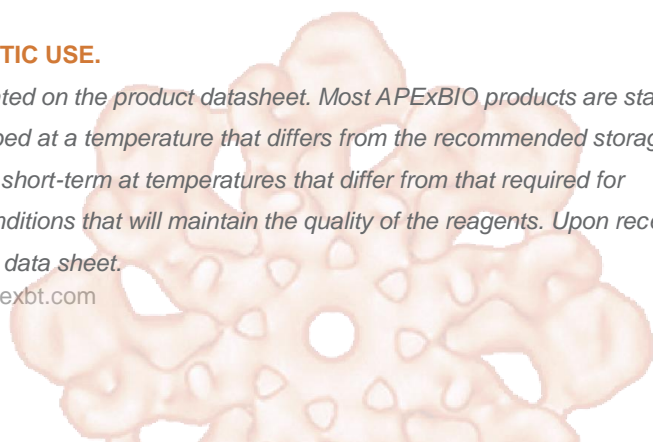 TIC USE.
ted on the product datasheet. Most APExBIO products are sta
ped at a temperature that differs from the recommended storag
short-term at temperatures that differ from that required for
nditions that will maintain the quality of the reagents. Upon rece
data sheet.
exbt.com